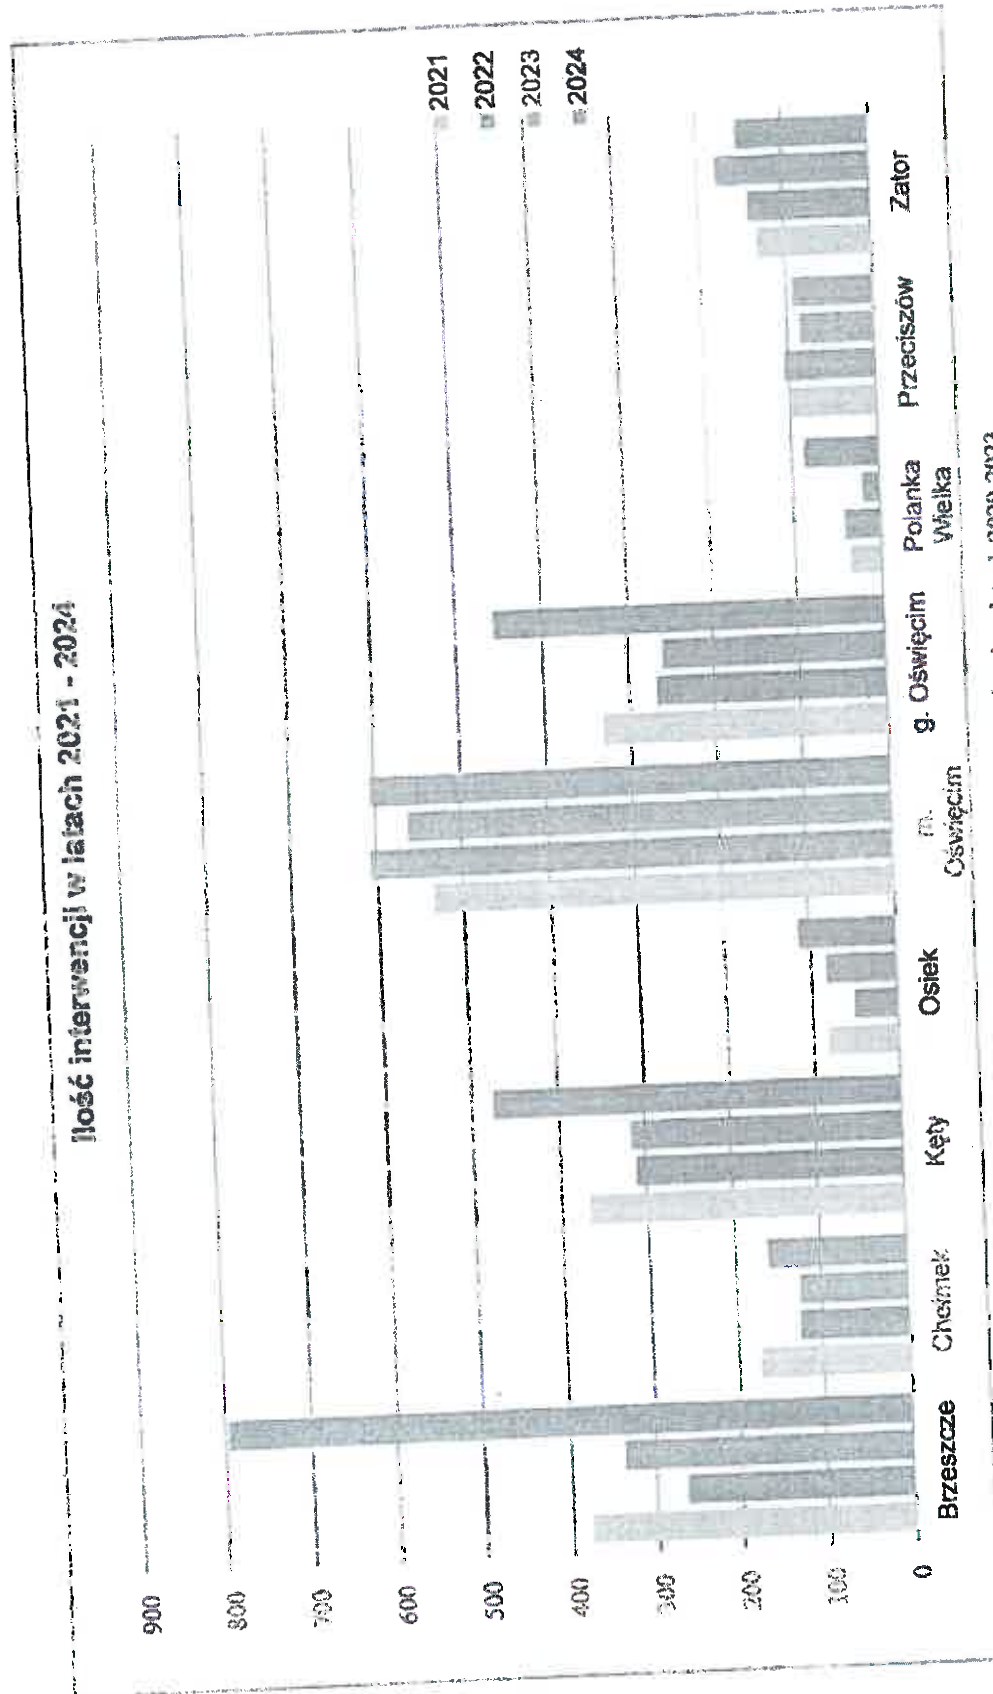 Ilość interwencji w latach 2021 - 2024
900
800
700
600
500
400
300
200
100
0
Brzeszcze
Chełmek
Kęty
Osiek
m.
Oświęcim
g. Oświęcim
Polanka
Wielka
Przeciszów
Zator
2021
2022
2023
2024